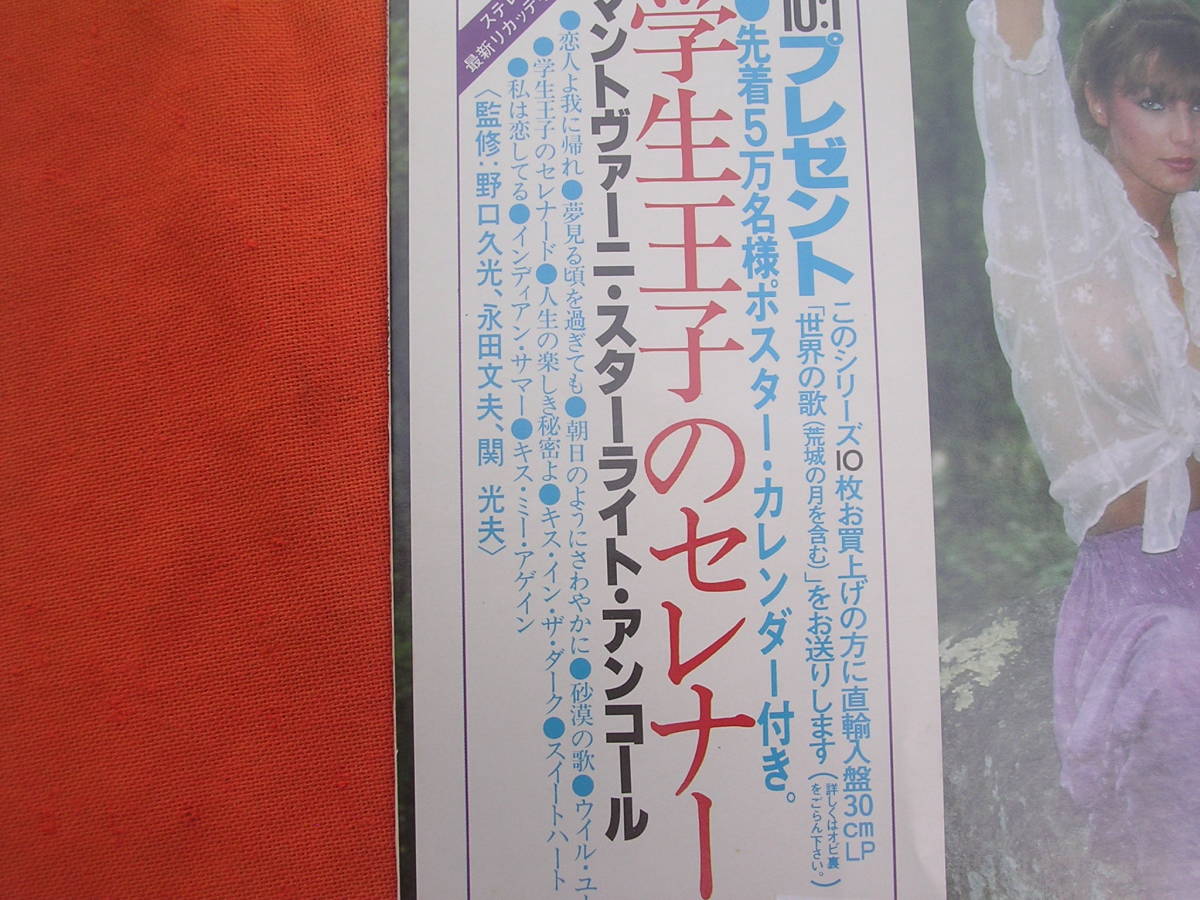 10:1プレゼント
このシリーズ10枚お買上げの方に直輸入盤30cmLP
「世界の歌(荒城の月を含む)」をお送りします(詳しくはオビ裏
をごらん下さい。)
●先着5万名様ポスター・カレンダー付き。
学生王子のセレナー
マントヴァーニ・スターライト・アンコール
●恋人よ我に帰れ●夢見る頃を過ぎても●朝日のようにさわやかに●砂漠の歌●ウイル・ユー
●学生王子のセレナード●人生の楽しき秘密よ●キス・イン・ザ・ダーク●スイートハート
●私は恋してる●インディアン・サマー●キス・ミー・アゲイン
〈監修:野口久光、永田文夫、関 光夫〉
ステレ
最新リカッティ